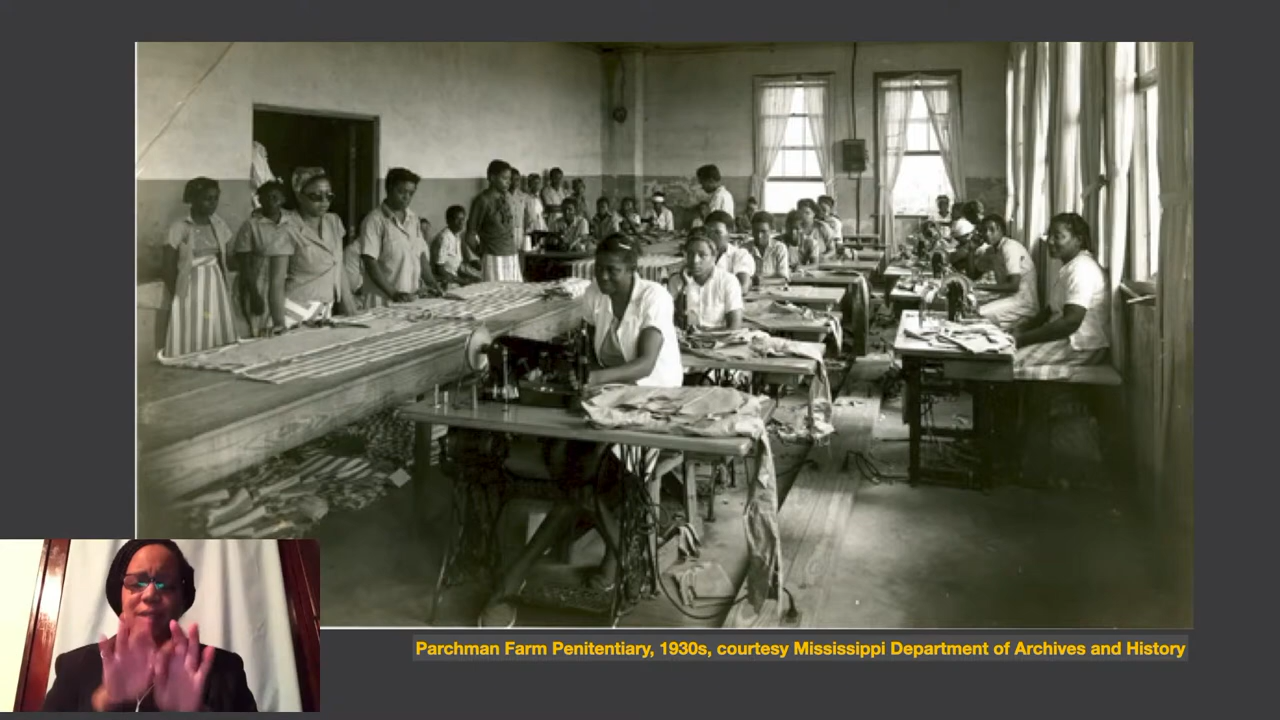 Parchman Farm Penitentiary, 1930s, courtesy Mississippi Department of Archives and History